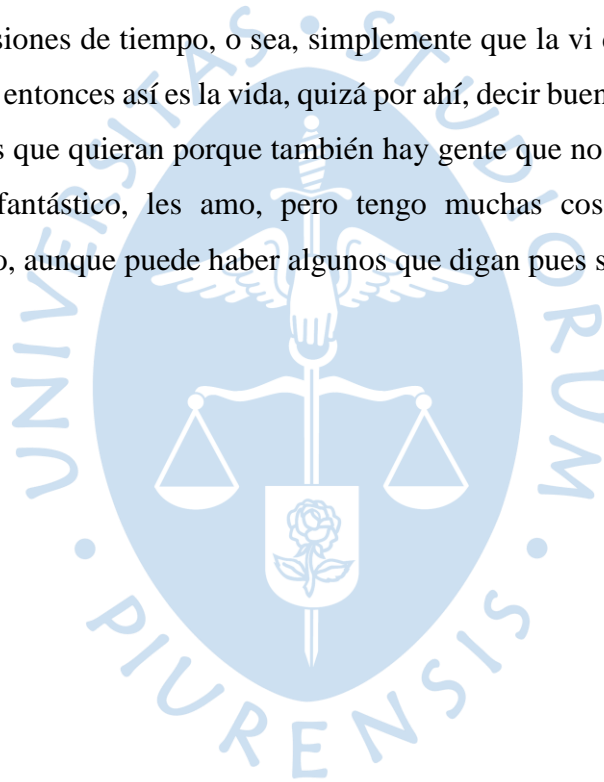 siones de tiempo, o sea, simplemente que la vi
entonces así es la vida, quizá por ahí, decir buen
s que quieran porque también hay gente que no
fantástico, les amo, pero tengo muchas cos
o, aunque puede haber algunos que digan pues s
UNIVERSITAS • STUDIORUM • PIURENSIS •